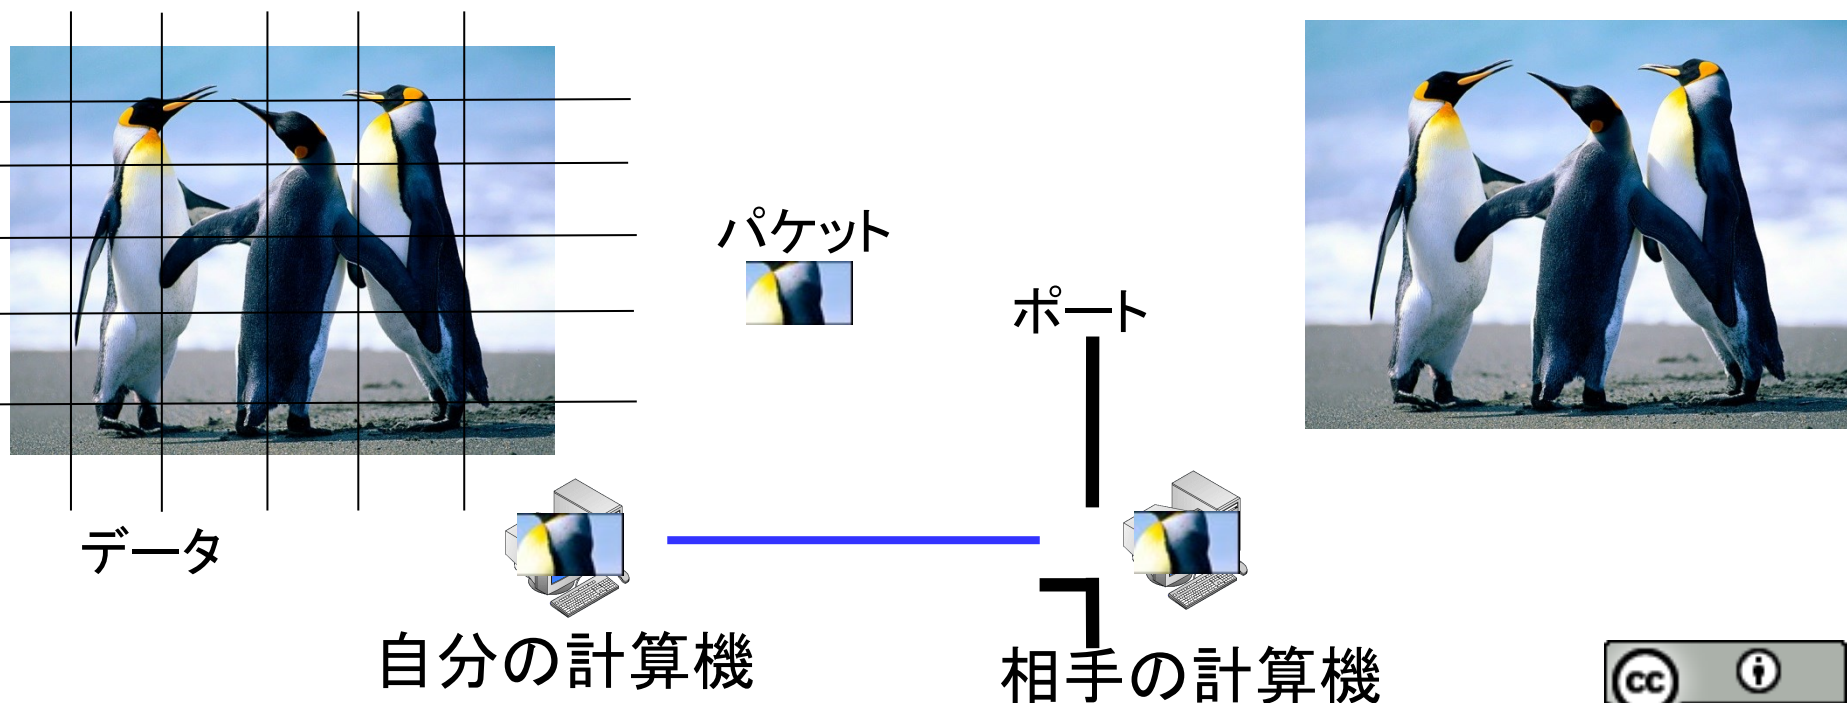 パケット
ポート
データ
自分の計算機
相手の計算機
cc